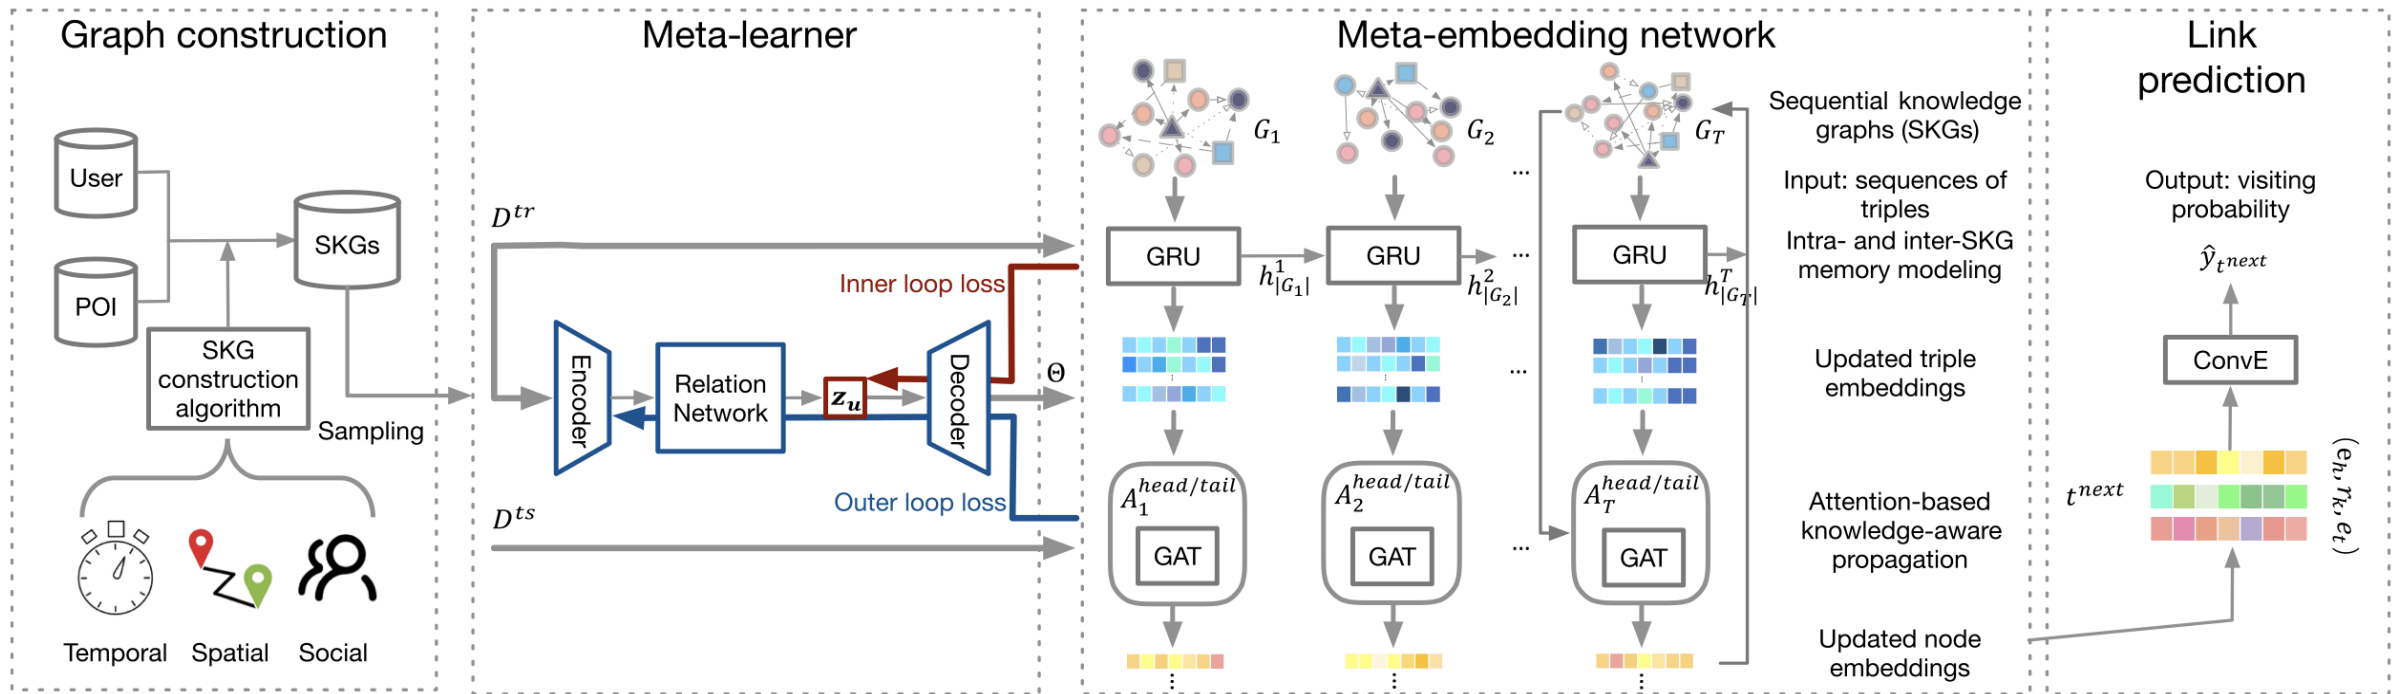 Graph construction
User
POI
SKGs
SKG
construction
algorithm
Sampling
Temporal
Spatial
Social
Meta-learner
D^{tr}
Inner loop loss
Encoder
Relation
Network
z_u
Decoder
Θ
Outer loop loss
D^{ts}
Meta-embedding network
G_1
G_2
G_T
...
Sequential knowledge
graphs (SKGs)
Input: sequences of
triples
GRU
h^1_{|G_1|}
GRU
h^2_{|G_2|}
...
GRU
h^T_{|G_T|}
Intra- and inter-SKG
memory modeling
...
Updated triple
embeddings
A_1^{head/tail}
GAT
A_2^{head/tail}
GAT
...
A_T^{head/tail}
GAT
Attention-based
knowledge-aware
propagation
Updated node
embeddings
Link
prediction
Output: visiting
probability
ŷ_{t^{next}}
ConvE
t^{next}
(e_h, r_k, e_t)